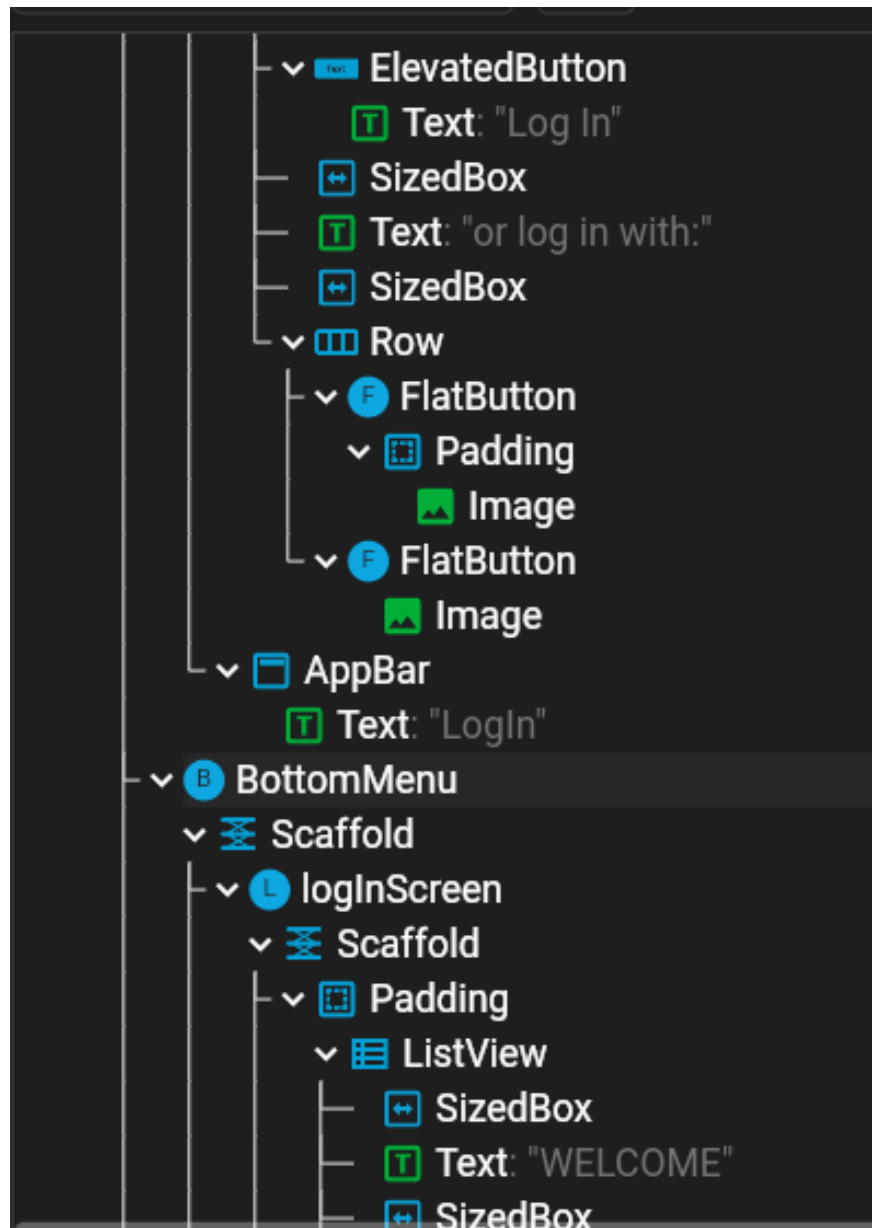 ElevatedButton
Text: "Log In"
SizedBox
Text: "or log in with:"
SizedBox
Row
F FlatButton
Padding
Image
F FlatButton
Image
AppBar
Text: "LogIn"
B BottomMenu
Scaffold
L logInScreen
Scaffold
Padding
ListView
SizedBox
Text: "WELCOME"
SizedBox